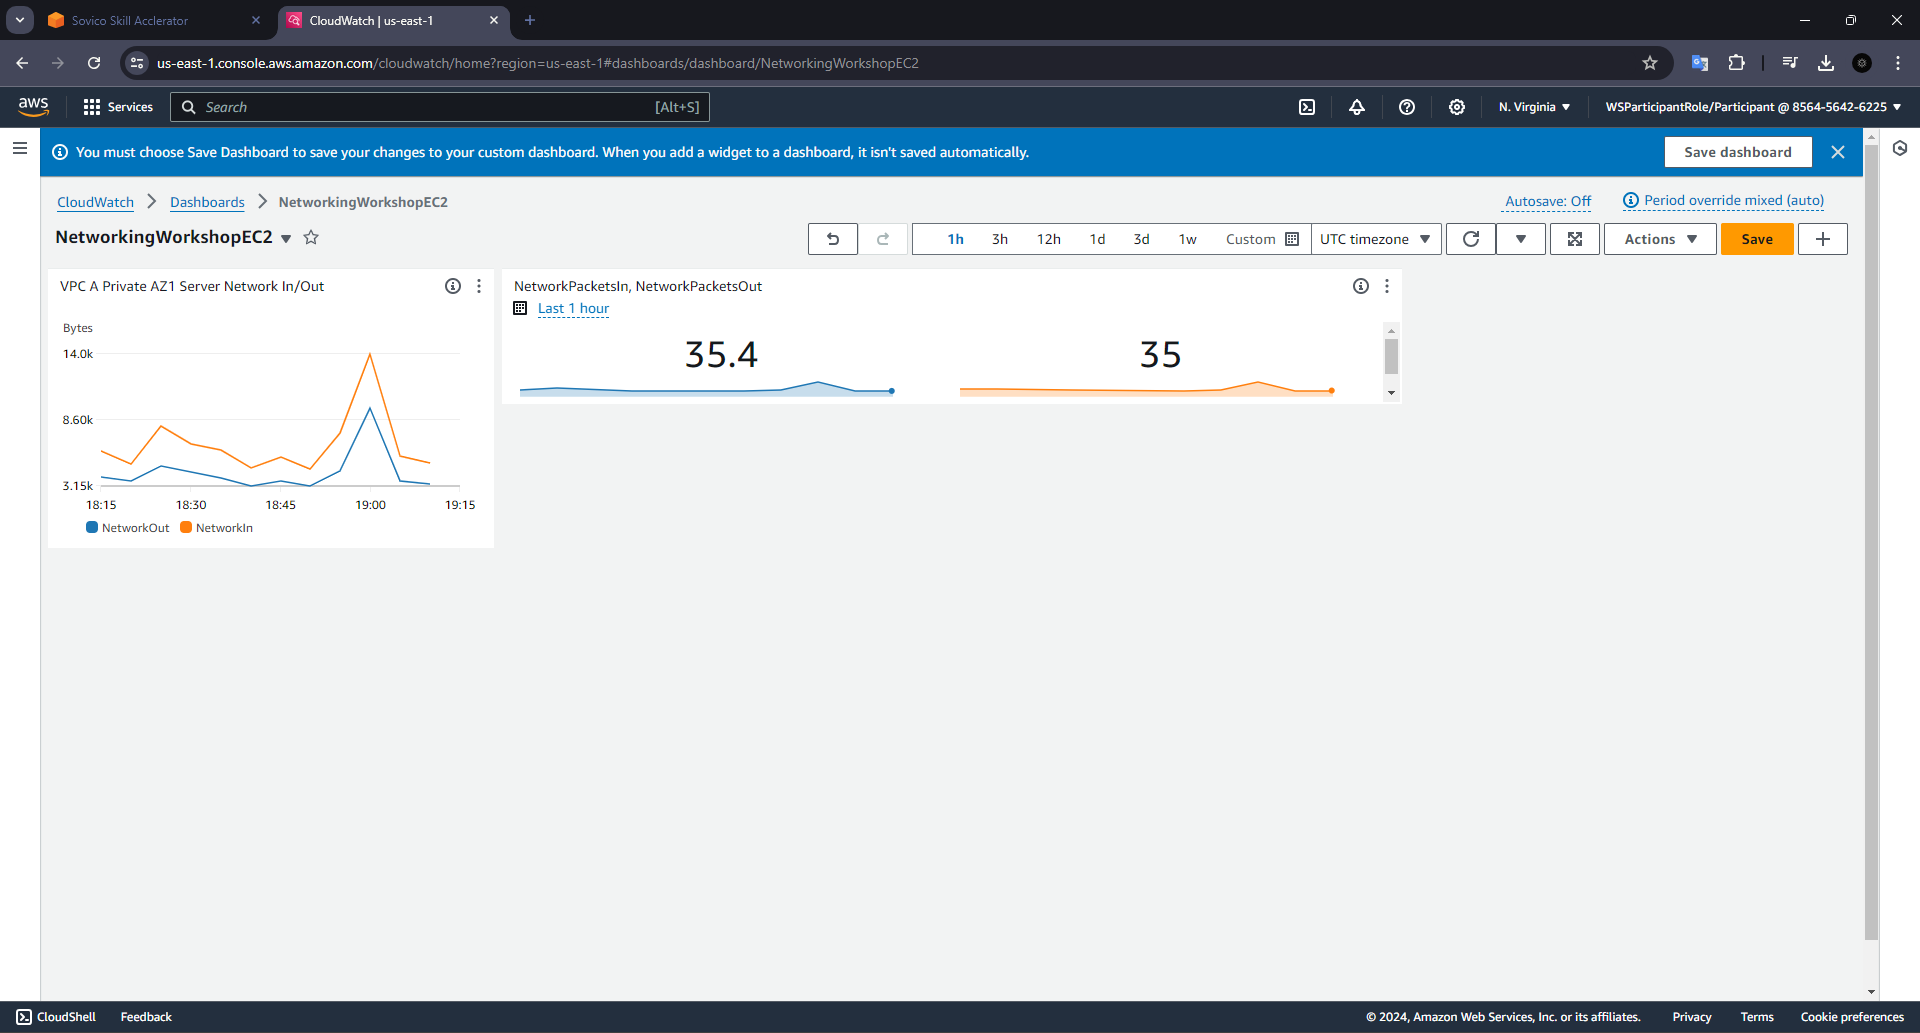 Sovico Skill Acclerator
CloudWatch | us-east-1
us-east-1.console.aws.amazon.com/cloudwatch/home?region=us-east-1#dashboards/dashboard/NetworkingWorkshopEC2
aws
Services
Search
[Alt+S]
N. Virginia
WSParticipantRole/Participant @ 8564-5642-6225
You must choose Save Dashboard to save your changes to your custom dashboard. When you add a widget to a dashboard, it isn't saved automatically.
Save dashboard
CloudWatch
Dashboards
NetworkingWorkshopEC2
Autosave: Off
Period override mixed (auto)
NetworkingWorkshopEC2
1h 3h 12h 1d 3d 1w Custom
UTC timezone
Actions
Save
VPC A Private AZ1 Server Network In/Out
Bytes
14.0k
8.60k
3.15k
18:15 18:30 18:45 19:00 19:15
NetworkOut NetworkIn
NetworkPacketsIn, NetworkPacketsOut
Last 1 hour
35.4
35
CloudShell
Feedback
© 2024, Amazon Web Services, Inc. or its affiliates.
Privacy
Terms
Cookie preferences